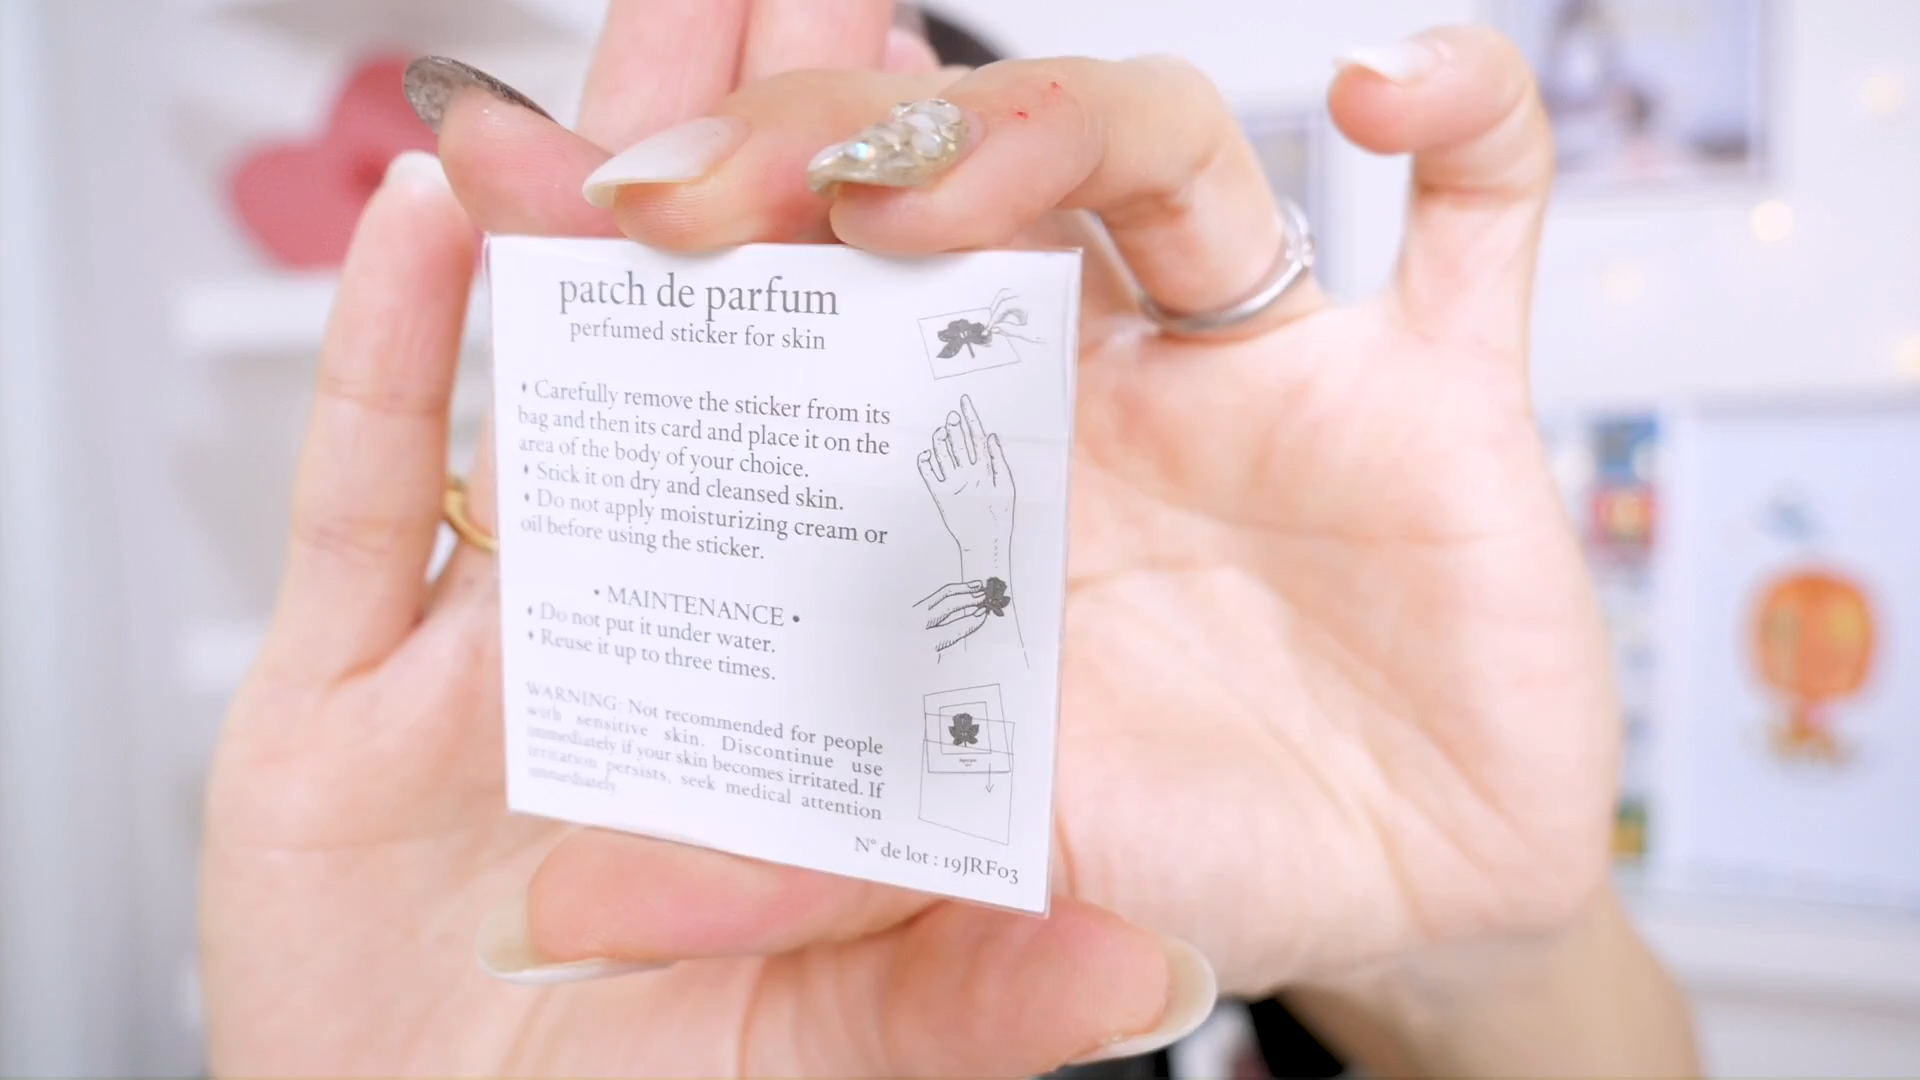 patch de parfum
perfumed sticker for skin
• Carefully remove the sticker from its
bag and then its card and place it on the
area of the body of your choice.
• Stick it on dry and cleansed skin.
• Do not apply moisturizing cream or
oil before using the sticker.
• MAINTENANCE •
• Do not put it under water.
• Reuse it up to three times.
WARNING: Not recommended for people
with sensitive skin. Discontinue use
immediately if your skin becomes irritated. If
irritation persists, seek medical attention
immediately
N° de lot : 19JRF03